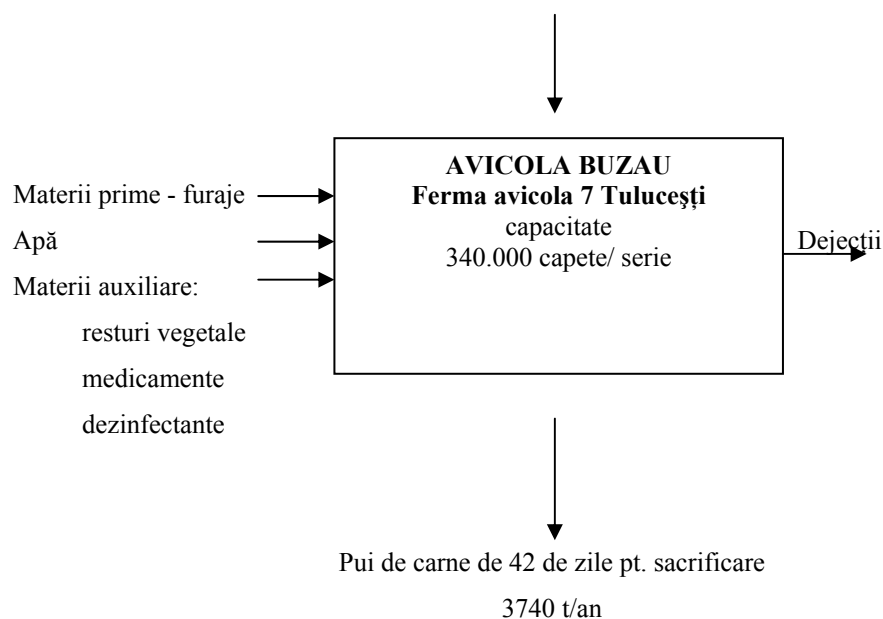 AVICOLA BUZAU
Ferma avicola 7 Tuluceşti
capacitate
340.000 capete/ serie
Materii prime - furaje
Apă
Materii auxiliare:
resturi vegetale
medicamente
dezinfectante
Dejecții
Pui de carne de 42 de zile pt. sacrificare
3740 t/an